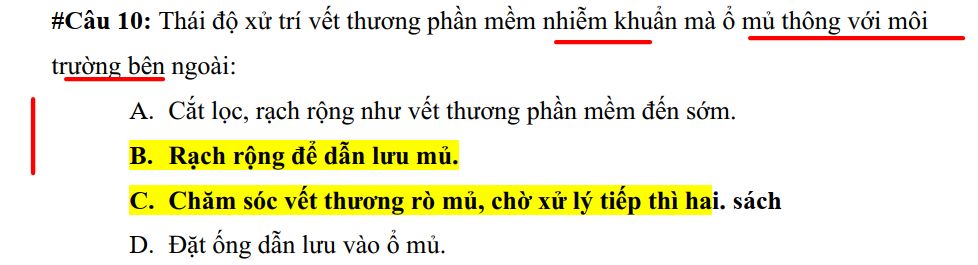 #Câu 10: Thái độ xử trí vết thương phần mềm nhiễm khuẩn mà ổ mủ thông với môi
trường bên ngoài:
A. Cắt lọc, rạch rộng như vết thương phần mềm đến sớm.
B. Rạch rộng để dẫn lưu mủ.
C. Chăm sóc vết thương rò mủ, chờ xử lý tiếp thì hai. sách
D. Đặt ống dẫn lưu vào ổ mủ.